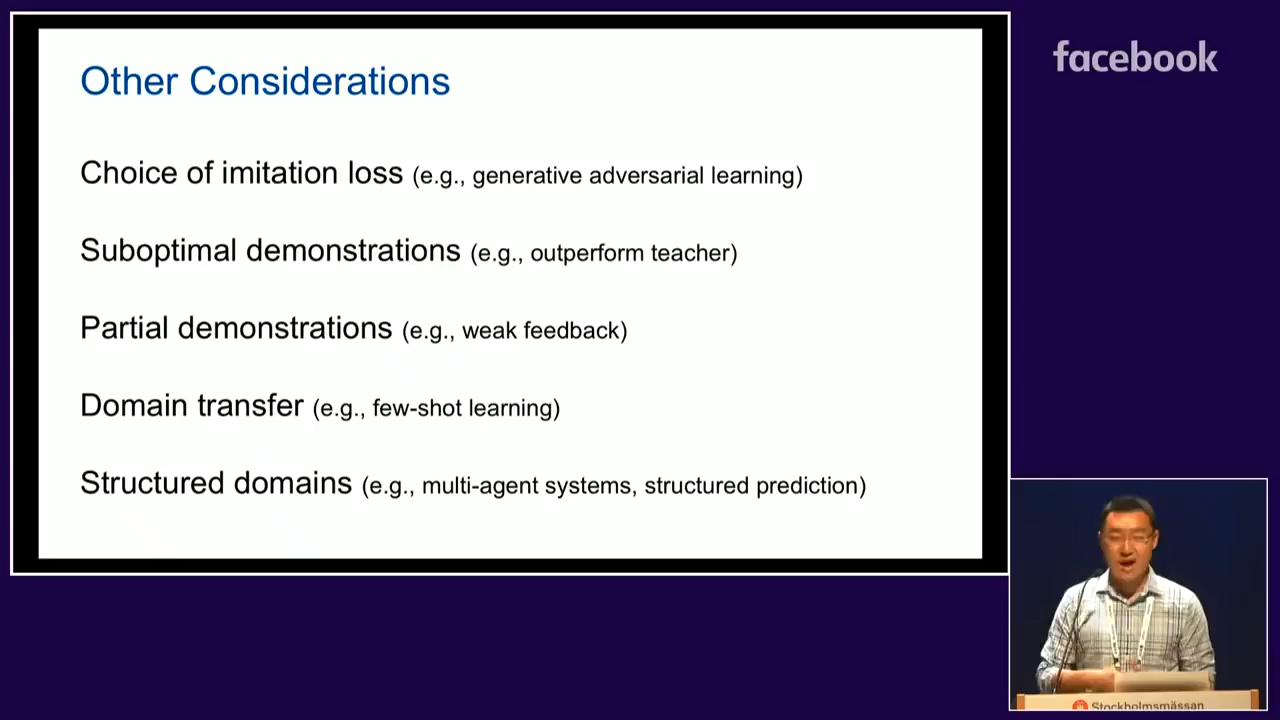 Other Considerations
facebook
Choice of imitation loss (e.g., generative adversarial learning)
Suboptimal demonstrations (e.g., outperform teacher)
Partial demonstrations (e.g., weak feedback)
Domain transfer (e.g., few-shot learning)
Structured domains (e.g., multi-agent systems, structured prediction)
Stockholmsmässan